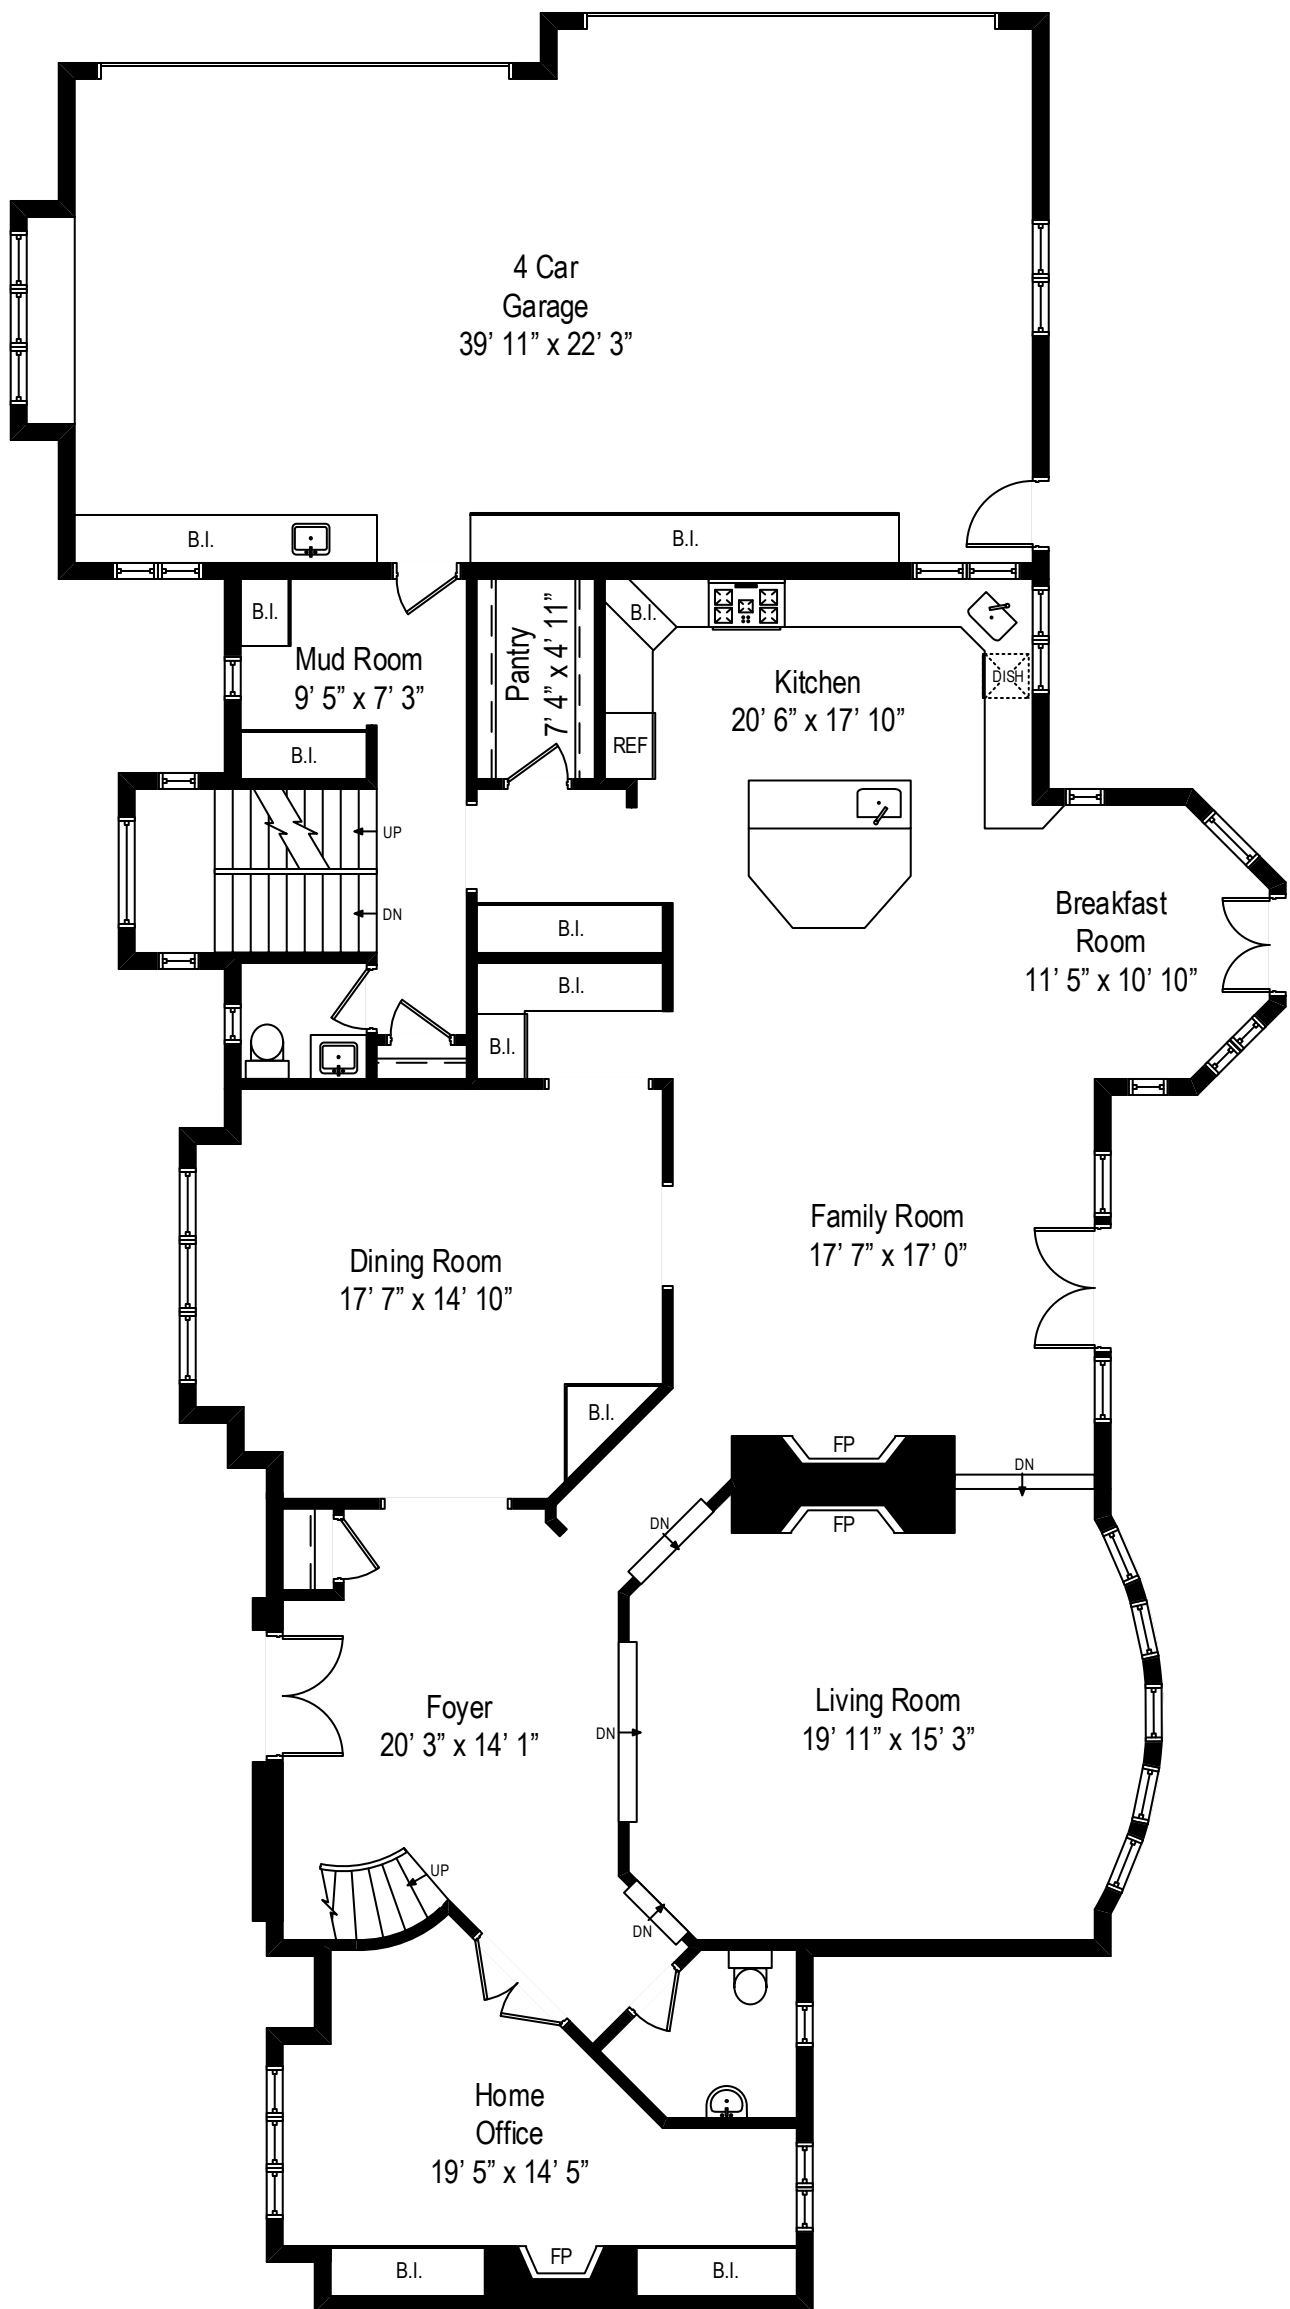 4 Car
Garage
39’ 11” x 22’ 3”
B.I.
B.I.
B.I.
Mud Room
9’ 5” x 7’ 3”
B.I.
Pantry
7’ 4” x 4’ 11”
B.I.
REF
Kitchen
20’ 6” x 17’ 10”
DISH
UP
DN
B.I.
B.I.
B.I.
Breakfast
Room
11’ 5” x 10’ 10”
Family Room
17’ 7” x 17’ 0”
Dining Room
17’ 7” x 14’ 10”
B.I.
FP
DN
FP
DN
Living Room
19’ 11” x 15’ 3”
Foyer
20’ 3” x 14’ 1”
DN
UP
DN
Home
Office
19’ 5” x 14’ 5”
B.I.
FP
B.I.